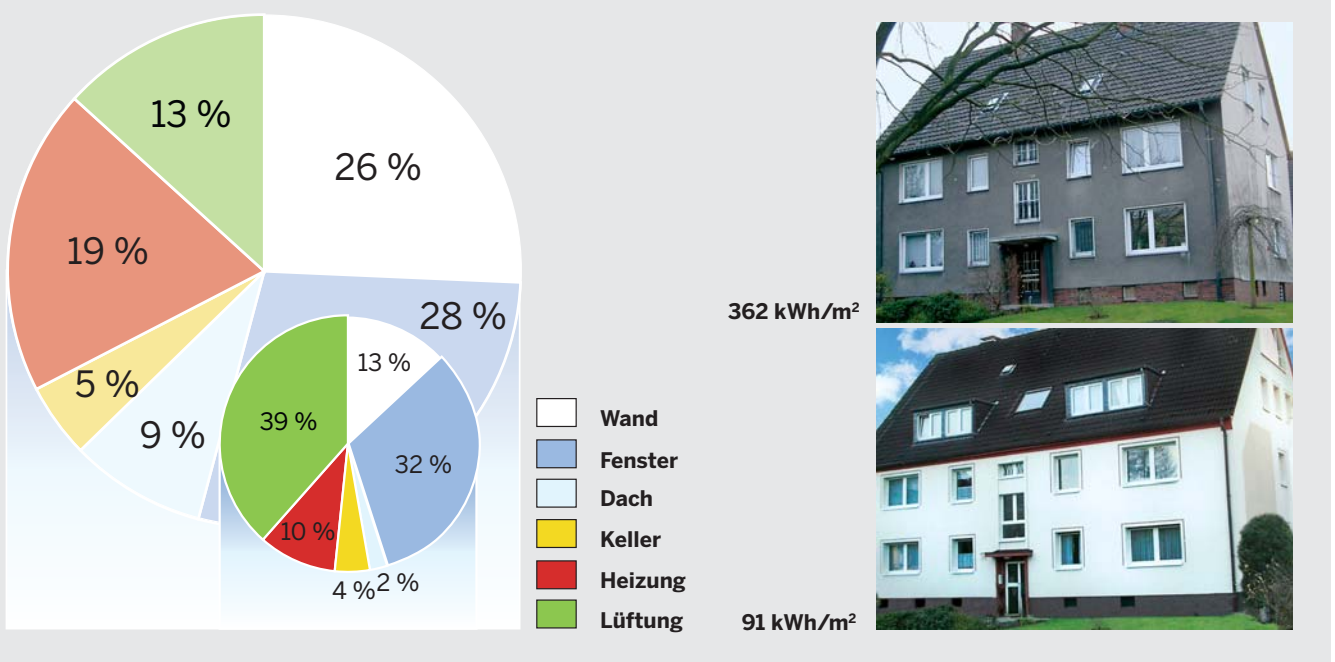 13 %
26 %
19 %
28 %
5 %
9 %
13 %
39 %
32 %
10 %
4 %
2 %
Wand
Fenster
Dach
Keller
Heizung
Lüftung
362 kWh/m²
91 kWh/m²